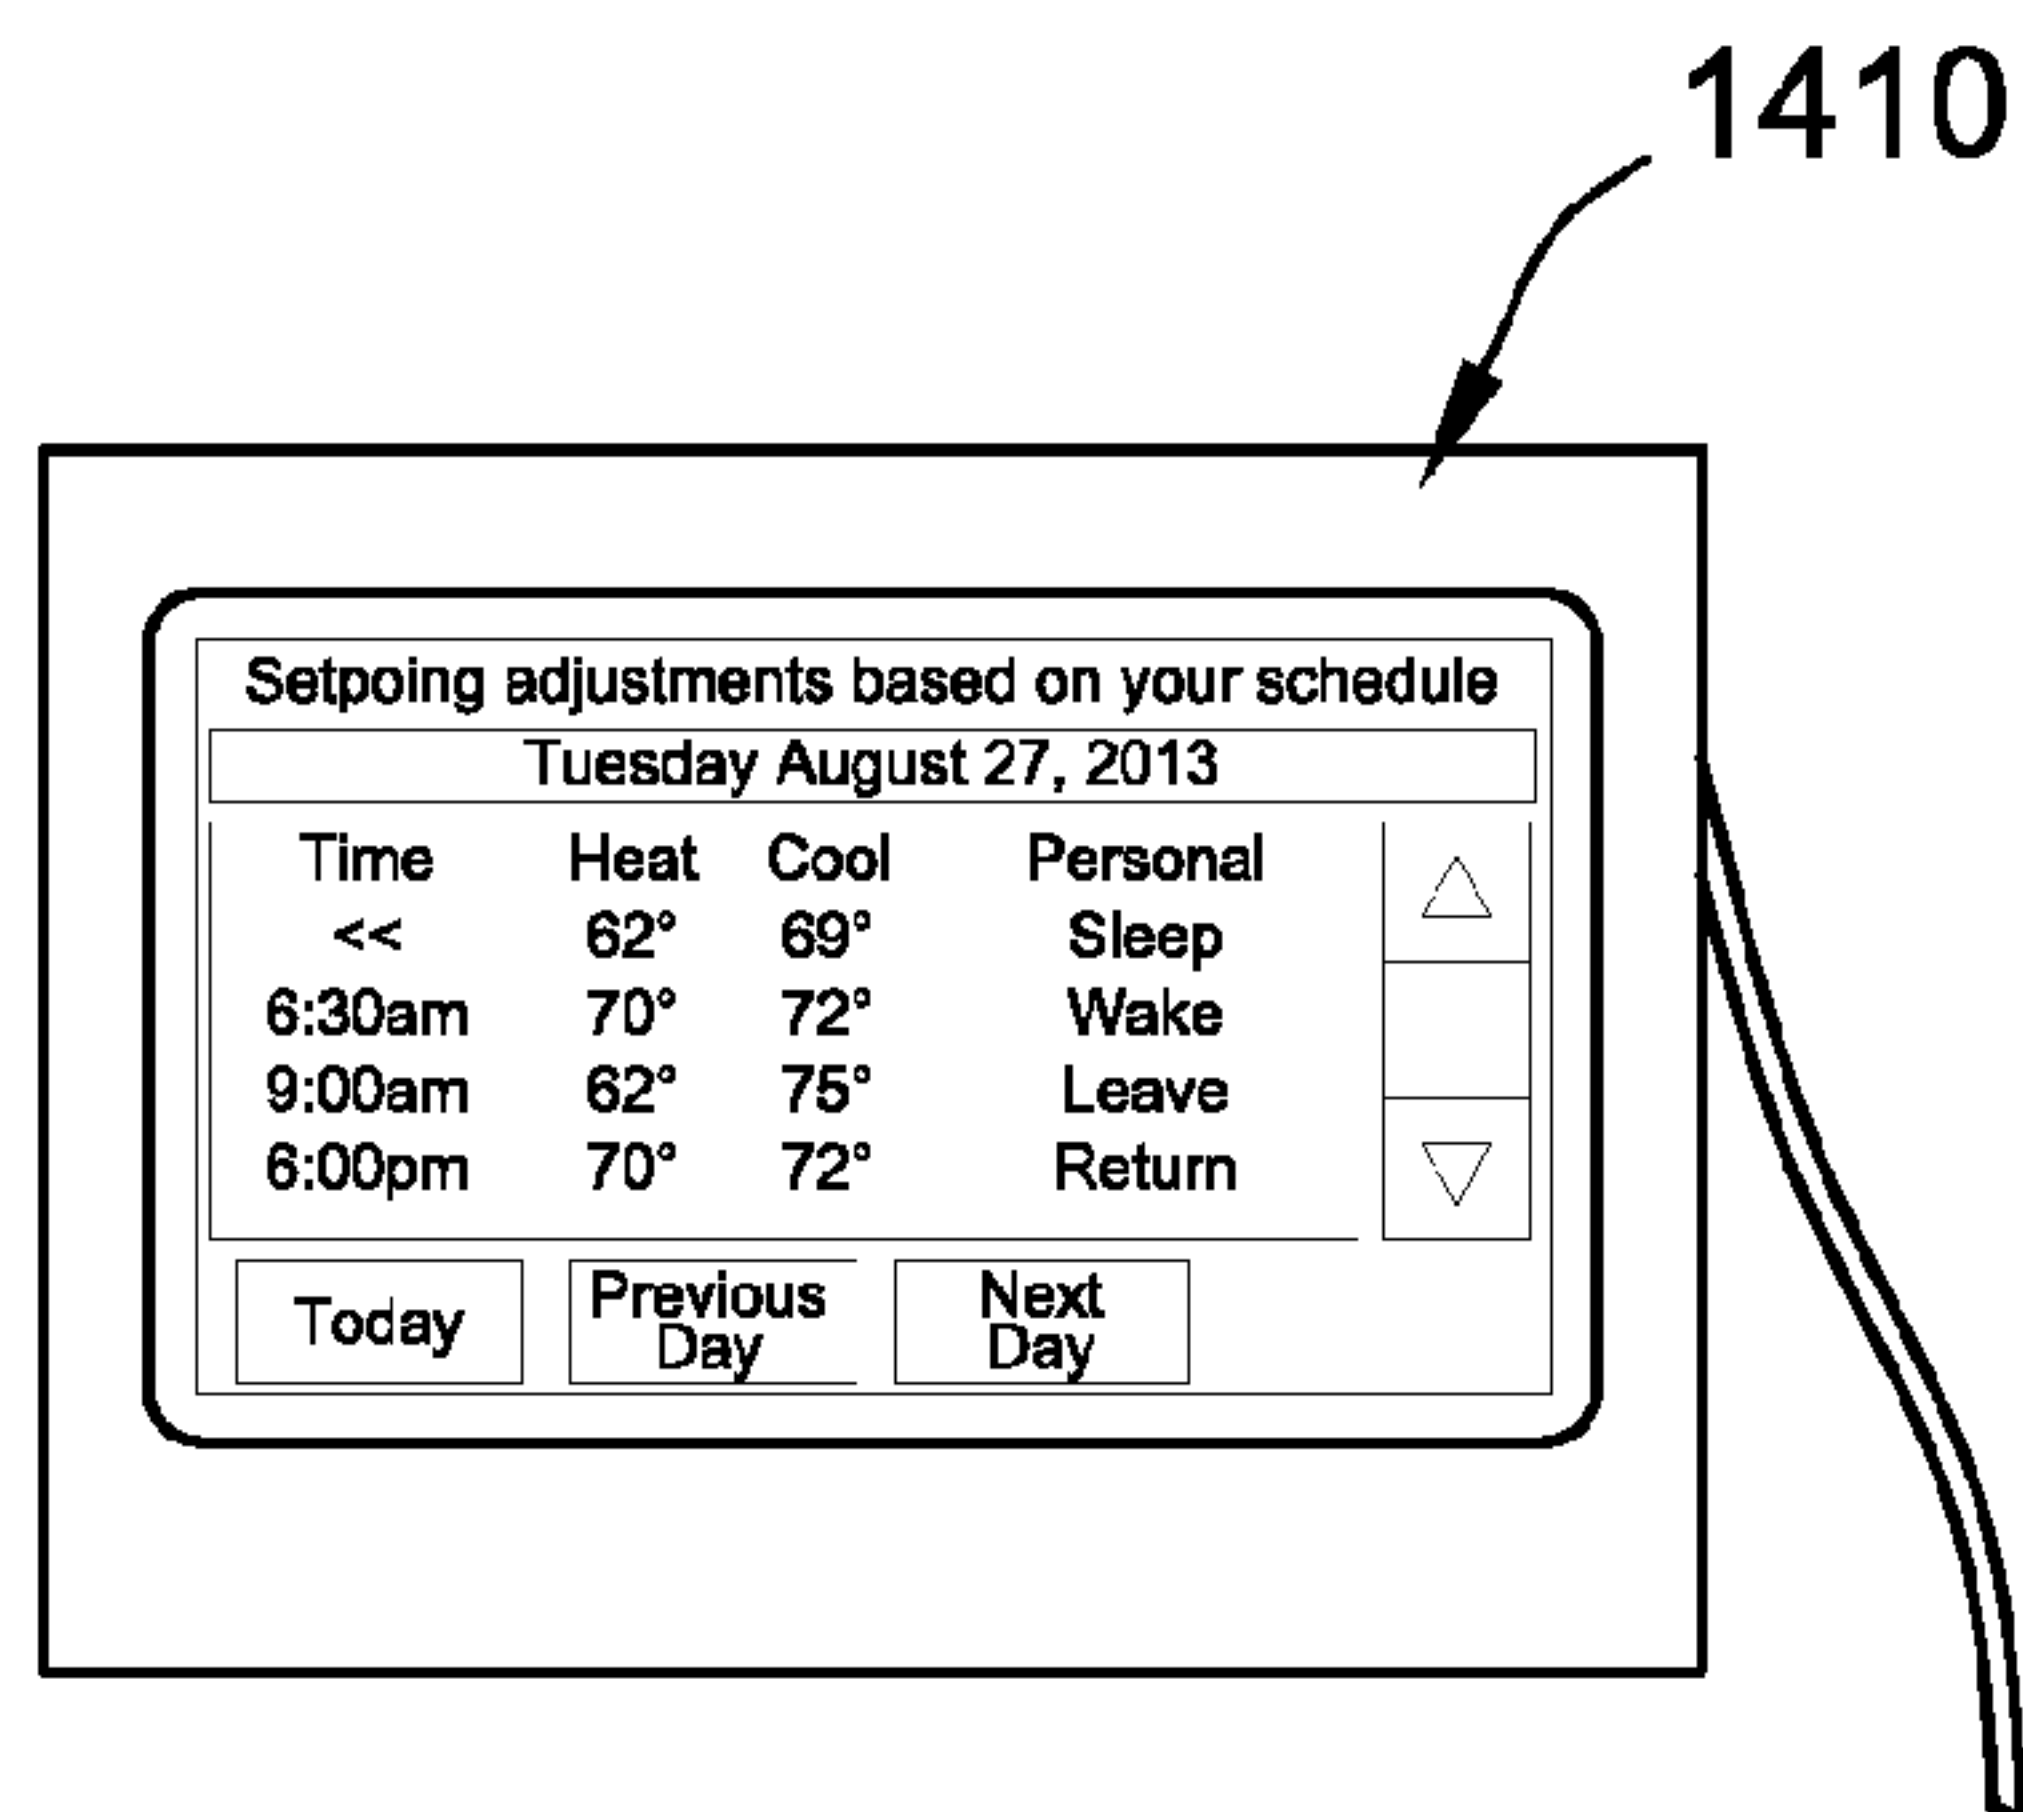 1410
Setpoing adjustments based on your schedule
Tuesday August 27, 2013
Time Heat Cool Personal
<< 62° 69° Sleep
6:30am 70° 72° Wake
9:00am 62° 75° Leave
6:00pm 70° 72° Return
Today
Previous
Day
Next
Day